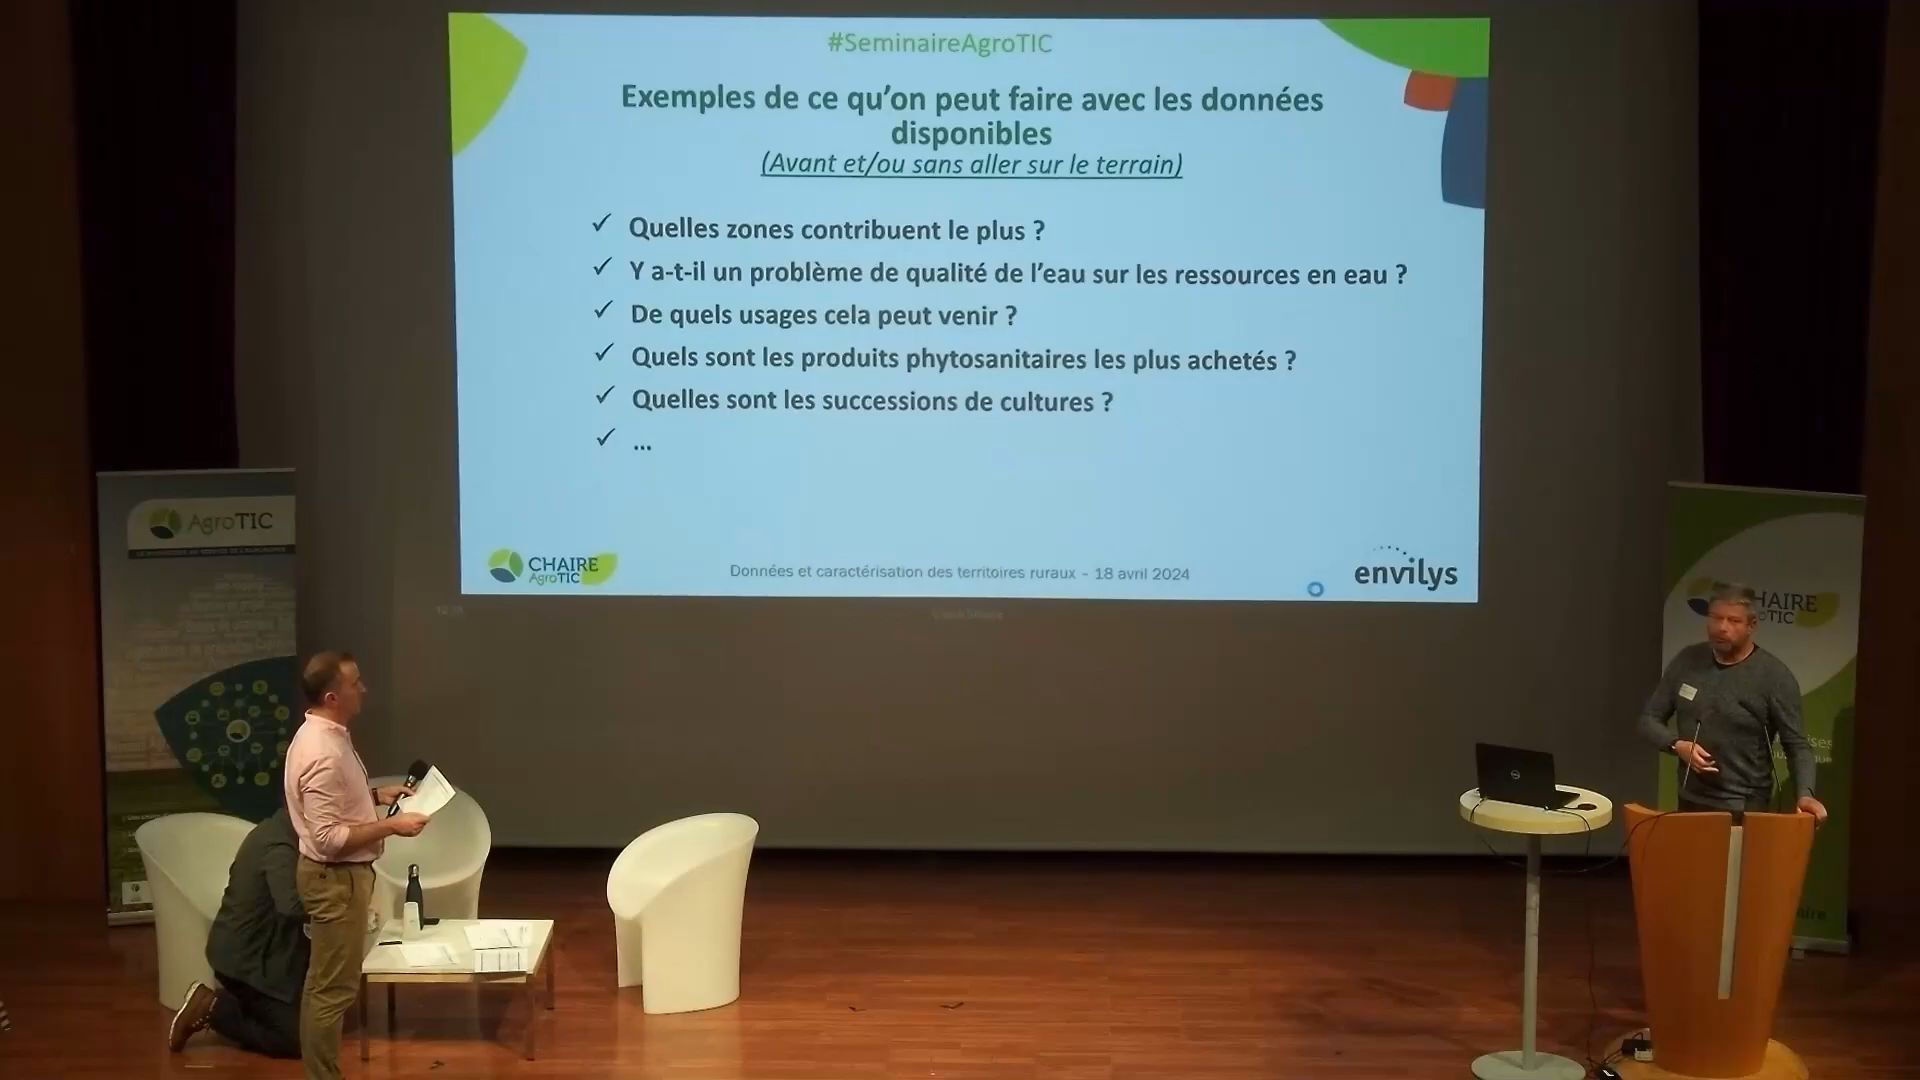 #SeminaireAgroTIC
Exemples de ce qu'on peut faire avec les données
disponibles
(Avant et/ou sans aller sur le terrain)
✓ Quelles zones contribuent le plus ?
✓ Y a-t-il un problème de qualité de l'eau sur les ressources en eau ?
✓ De quels usages cela peut venir ?
✓ Quels sont les produits phytosanitaires les plus achetés ?
✓ Quelles sont les successions de cultures ?
✓ ...
CHAIRE
AgroTIC
Données et caractérisation des territoires ruraux - 18 avril 2024
envilys
AgroTIC
HAIRE
oTIC